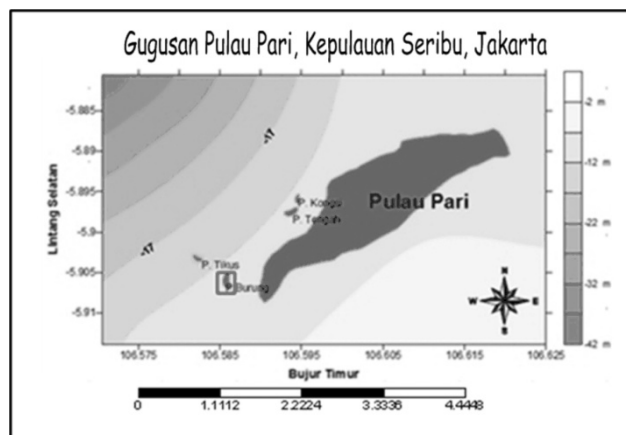 Gugusan Pulau Pari, Kepulauan Seribu, Jakarta
-5.885
-5.89
-5.895
-5.9
-5.905
-5.91
Lintang Selatan
-17
-17
P. Kongsi
P. Tengah
Pulau Pari
P. Tikus
Burung
N
W
E
S
-2 m
-12 m
-22 m
-32 m
-42 m
106.575 106.585 106.595 106.605 106.615 106.625
Bujur Timur
0 1.1112 2.2224 3.3336 4.4448